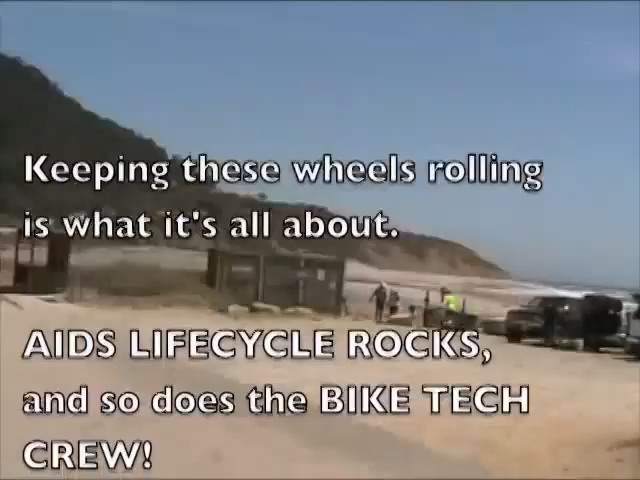 Keeping these wheels rolling
is what it's all about.
AIDS LIFECYCLE ROCKS,
and so does the BIKE TECH
CREW!